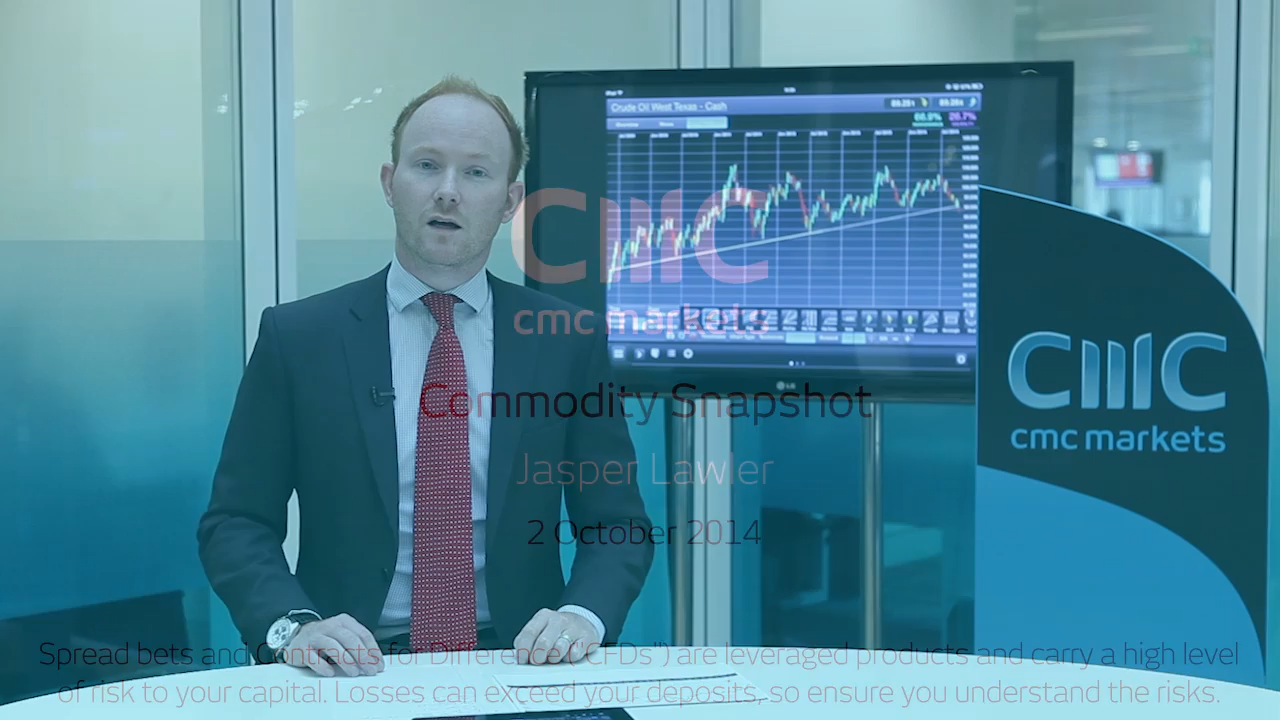 Crude Oil West Texas - Cash
CMC
cmc markets
Commodity Snapshot
Jasper Lawler
2 October 2014
CMC
cmc markets
LG
Spread bets and Contracts for Difference ("CFDs") are leveraged products and carry a high level
of risk to your capital. Losses can exceed your deposits, so ensure you understand the risks.